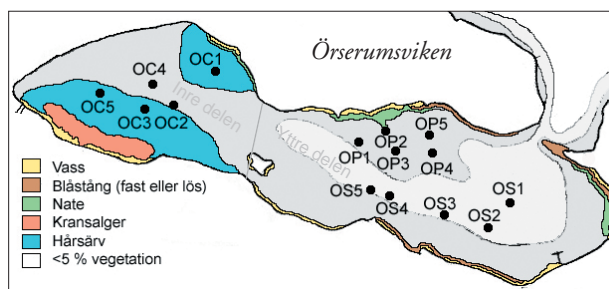 Örserumsviken
OC1
OC4
OC5
OC3
OC2
Inre delen
Yttre delen
OP5
OP2
OP1
OP3
OP4
OS5
OS4
OS3
OS1
OS2
Vass
Blåstång (fast eller lös)
Nate
Kransalger
Hårsärv
<5 % vegetation